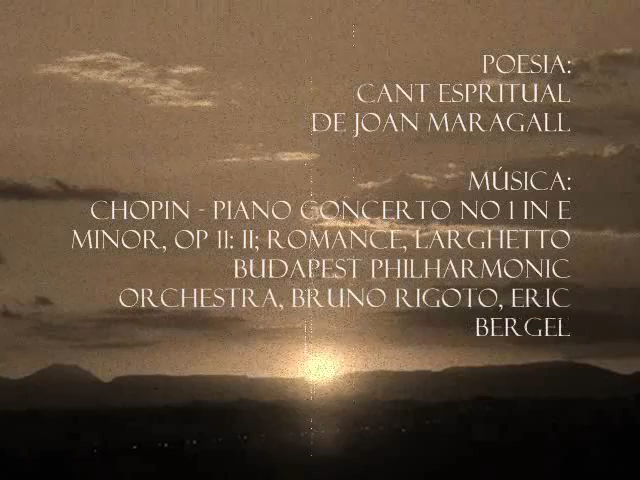 POESIA:
CANT ESPRITUAL
DE JOAN MARAGALL
MÚSICA:
CHOPIN - PIANO CONCERTO NO 1 IN E
MINOR, OP 11: II; ROMANCE, LARGHETTO
BUDAPEST PHILHARMONIC
ORCHESTRA, BRUNO RIGOTO, ERIC
BERGEL